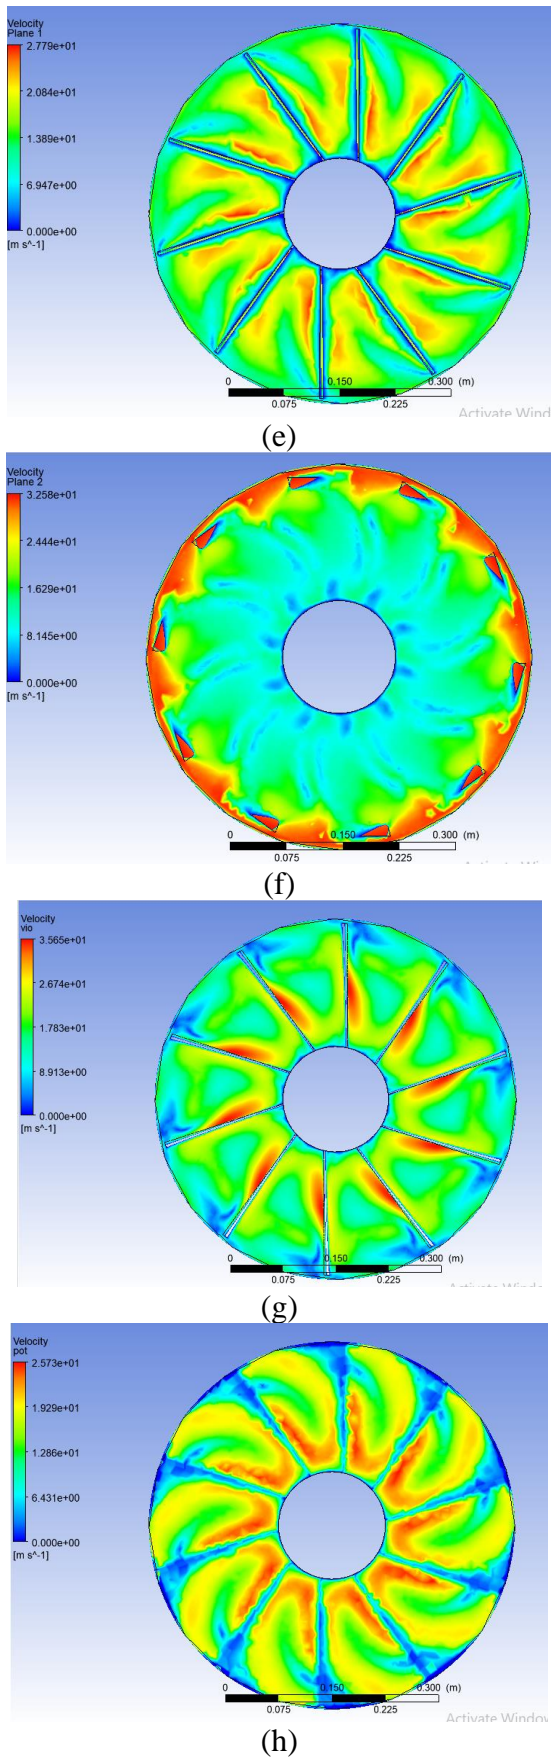 Velocity
Plane 1
2.779e+01
2.084e+01
1.389e+01
6.947e+00
0.000e+00
[m s^-1]
0 0.150 0.300 (m)
0.075 0.225
Activate Wind
(e)
Velocity
Plane 2
3.258e+01
2.444e+01
1.629e+01
8.145e+00
0.000e+00
[m s^-1]
0 0.150 0.300 (m)
0.075 0.225
(f)
Velocity
vio
3.565e+01
2.674e+01
1.783e+01
8.913e+00
0.000e+00
[m s^-1]
0 0.150 0.300 (m)
0.075 0.225
(g)
Velocity
pot
2.573e+01
1.929e+01
1.286e+01
6.431e+00
0.000e+00
[m s^-1]
0 0.150 0.300 (m)
0.075 0.225
Activate Window
(h)